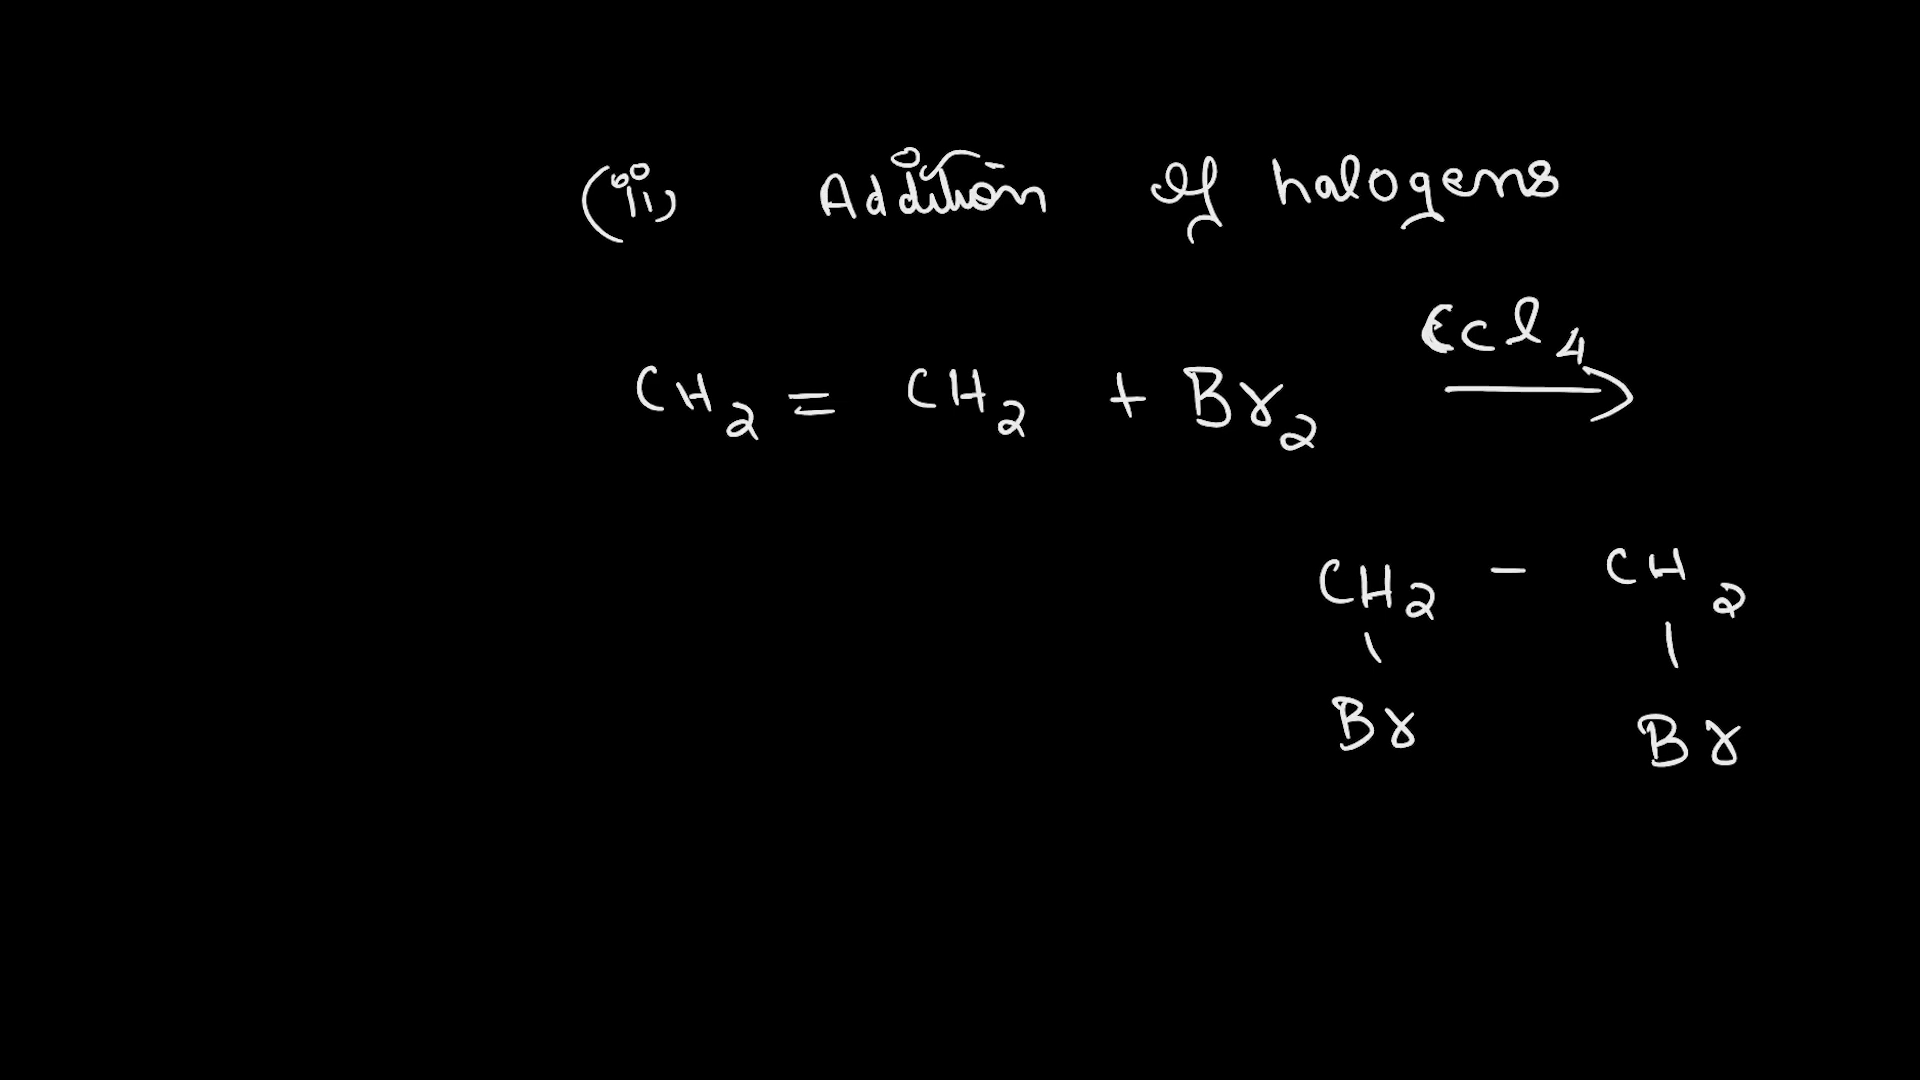 (ii) Addition of halogens
CCl4
CH2 = CH2 + Br2 →
CH2 - CH2
Br Br